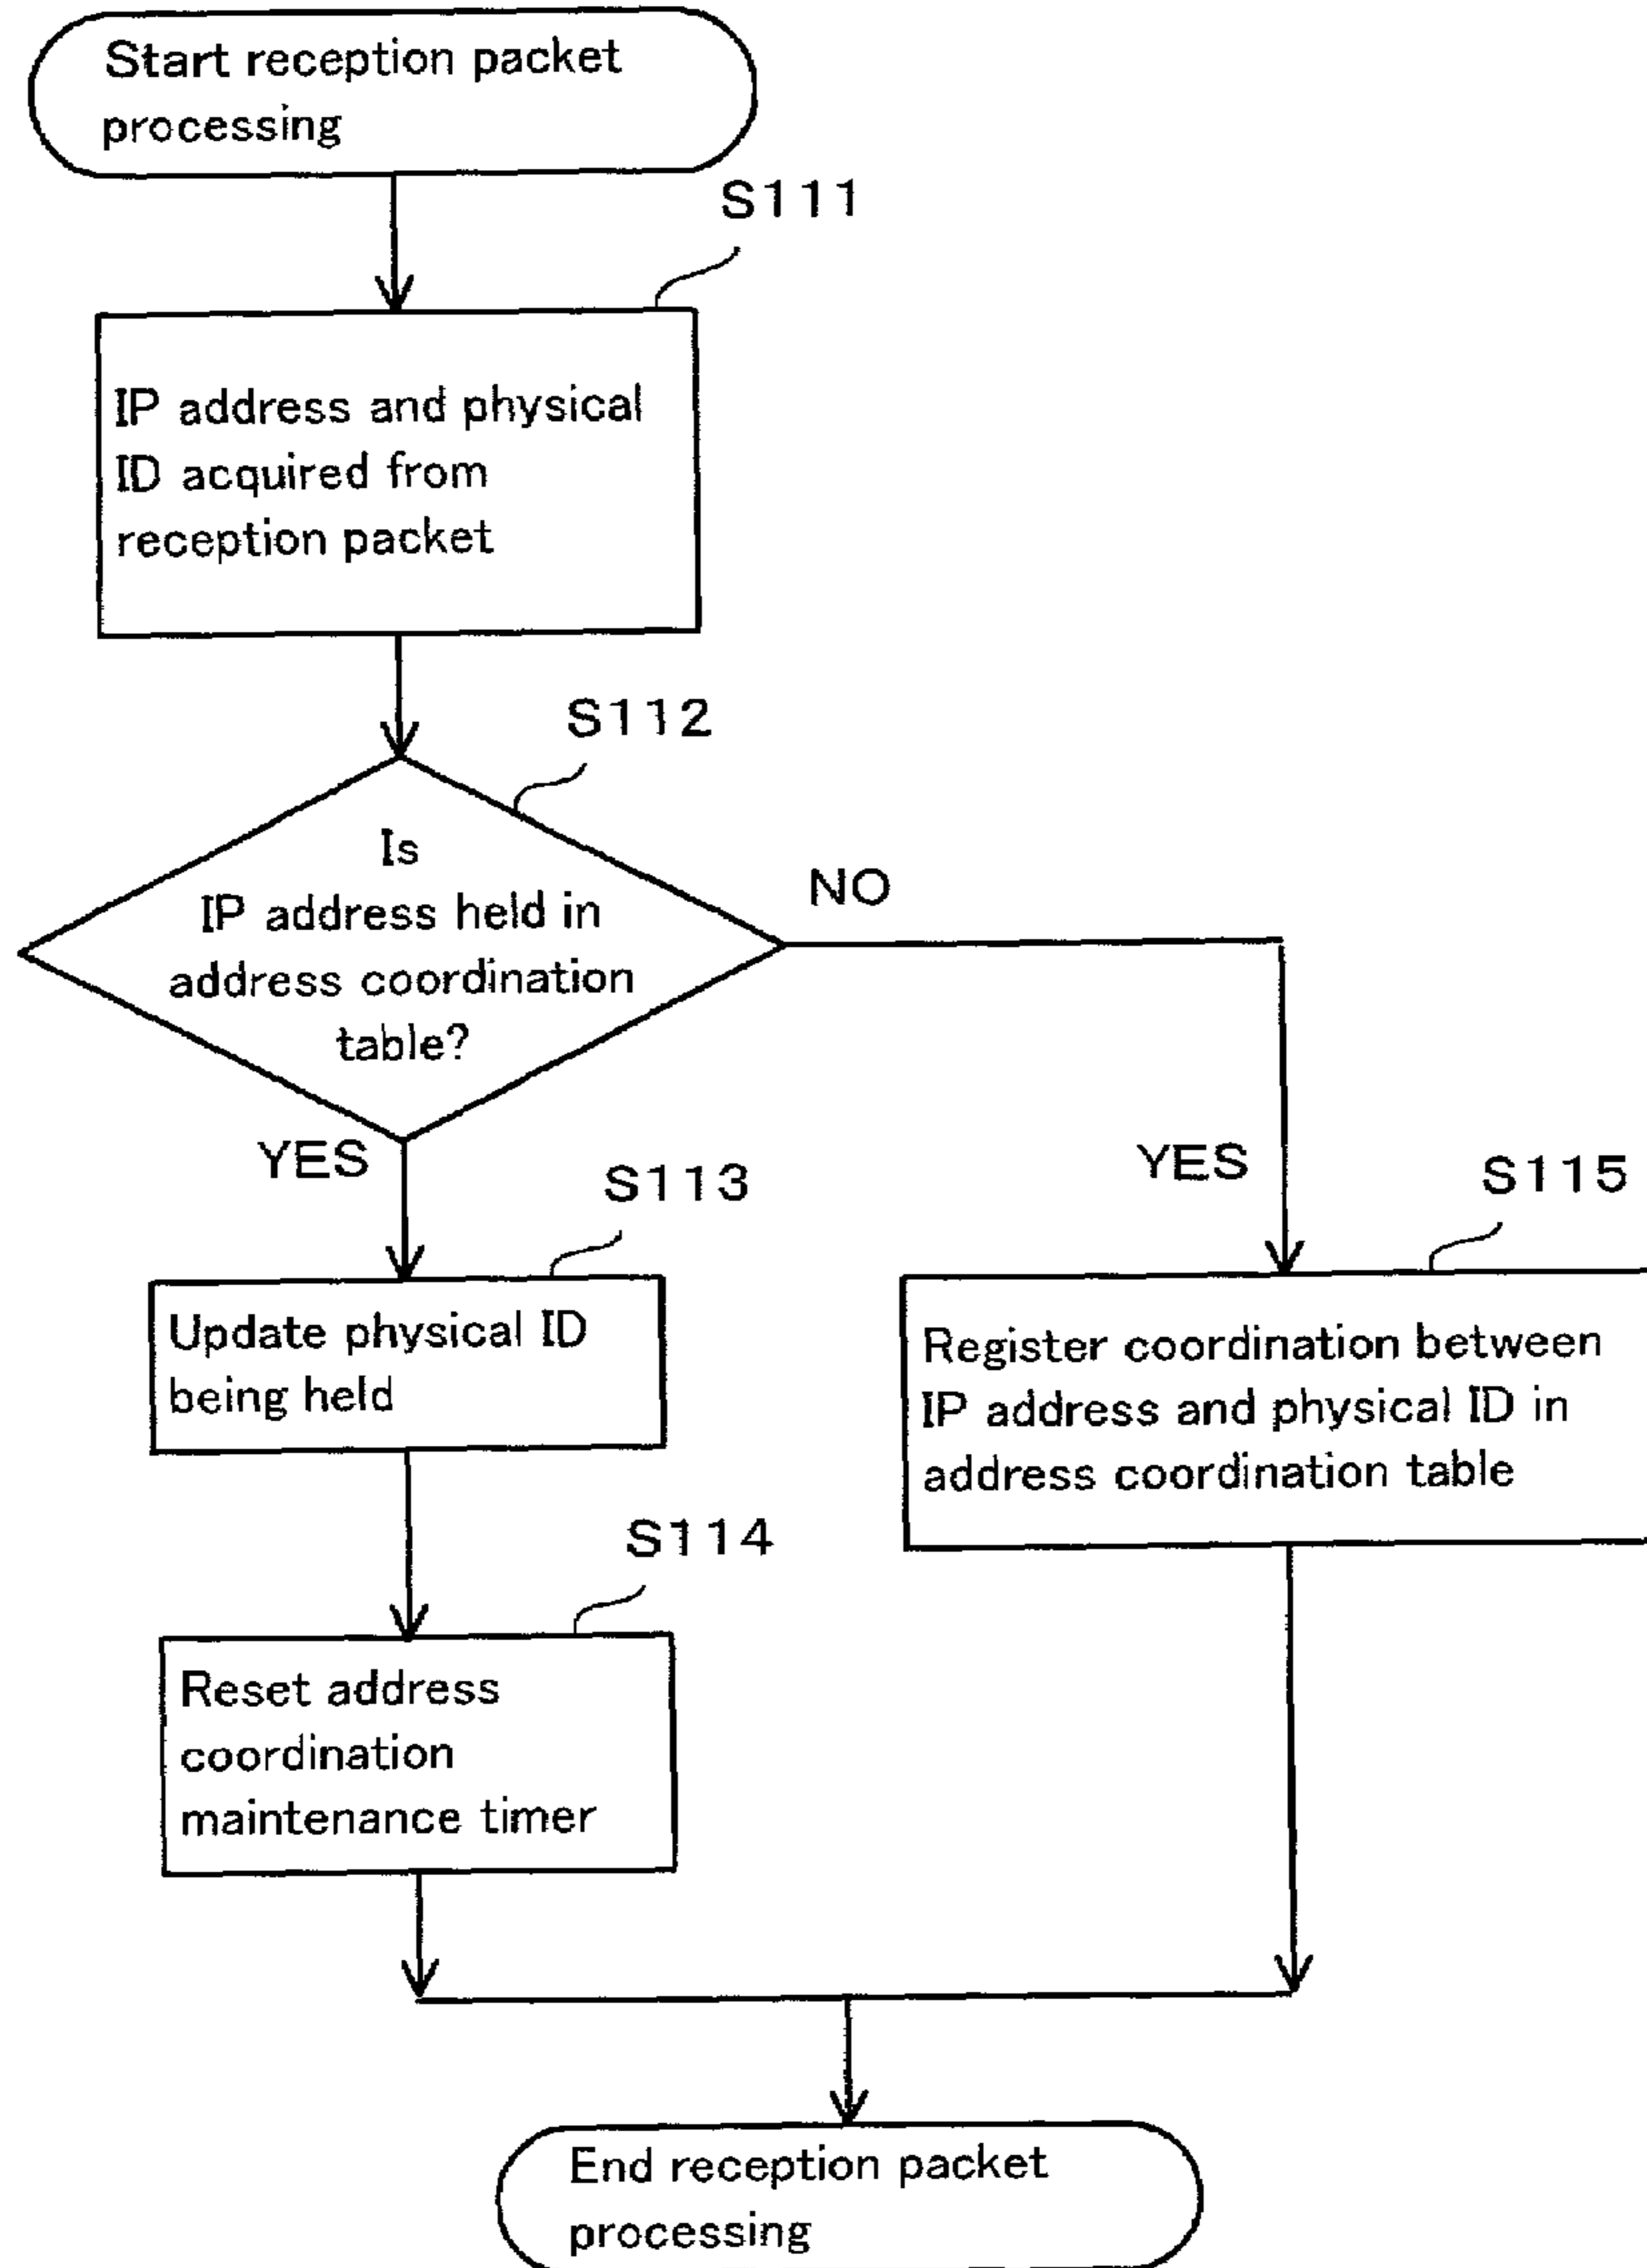 Start reception packet
processing
S111
IP address and physical
ID acquired from
reception packet
S112
Is
IP address held in
address coordination
table?
NO
YES
S113
Update physical ID
being held
S114
Reset address
coordination
maintenance timer
YES
S115
Register coordination between
IP address and physical ID in
address coordination table
End reception packet
processing